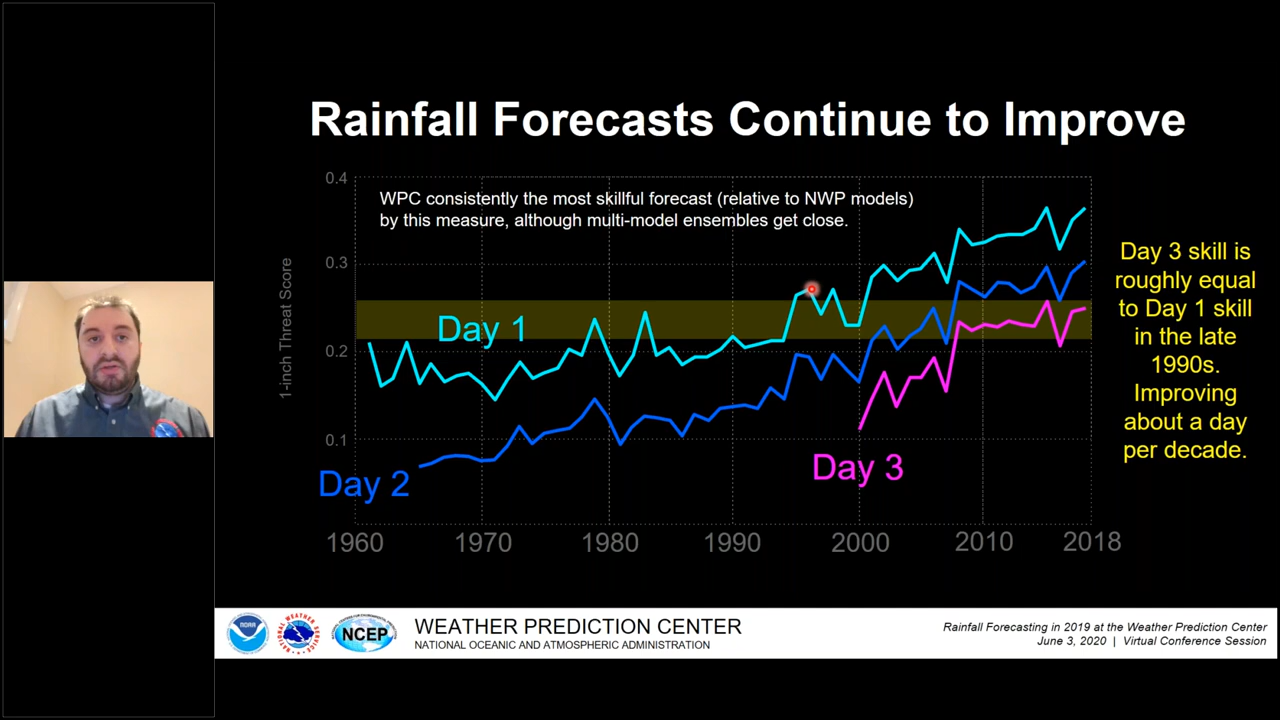 Rainfall Forecasts Continue to Improve
WPC consistently the most skillful forecast (relative to NWP models)
by this measure, although multi-model ensembles get close.
1-inch Threat Score
0.4
0.3
0.2
0.1
Day 1
Day 2
Day 3
1960
1970
1980
1990
2000
2010
2018
Day 3 skill is
roughly equal
to Day 1 skill
in the late
1990s.
Improving
about a day
per decade.
NOAA
NATIONAL WEATHER SERVICE
NCEP
WEATHER PREDICTION CENTER
NATIONAL OCEANIC AND ATMOSPHERIC ADMINISTRATION
Rainfall Forecasting in 2019 at the Weather Prediction Center
June 3, 2020 | Virtual Conference Session